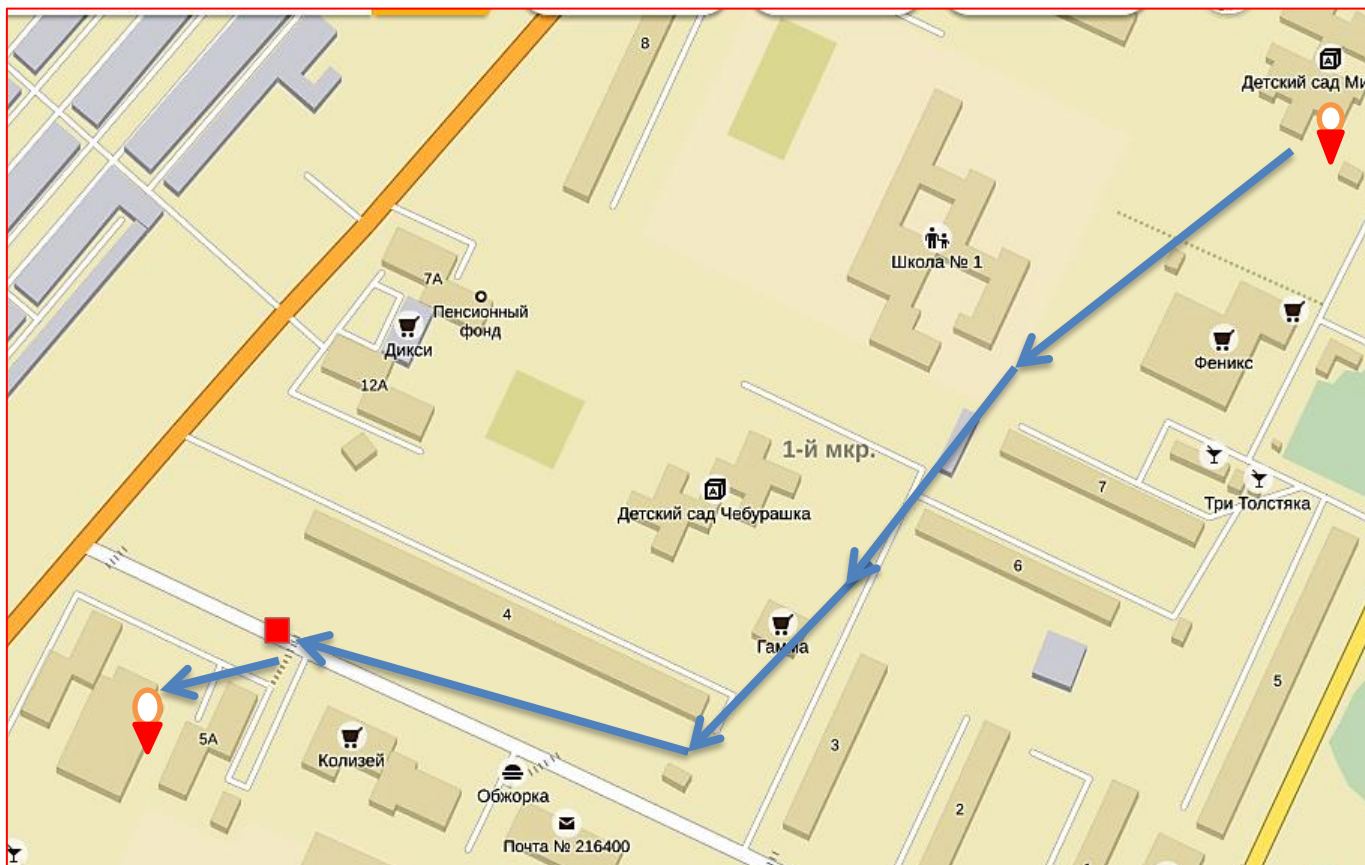 8
Детский сад Ми
Школа № 1
7А
Пенсионный
фонд
Дикси
Феникс
12А
1-й мкр.
7
Три Толстяка
Детский сад Чебурашка
6
4
Гамма
5
5А
3
Колизей
Обжорка
2
Почта № 216400